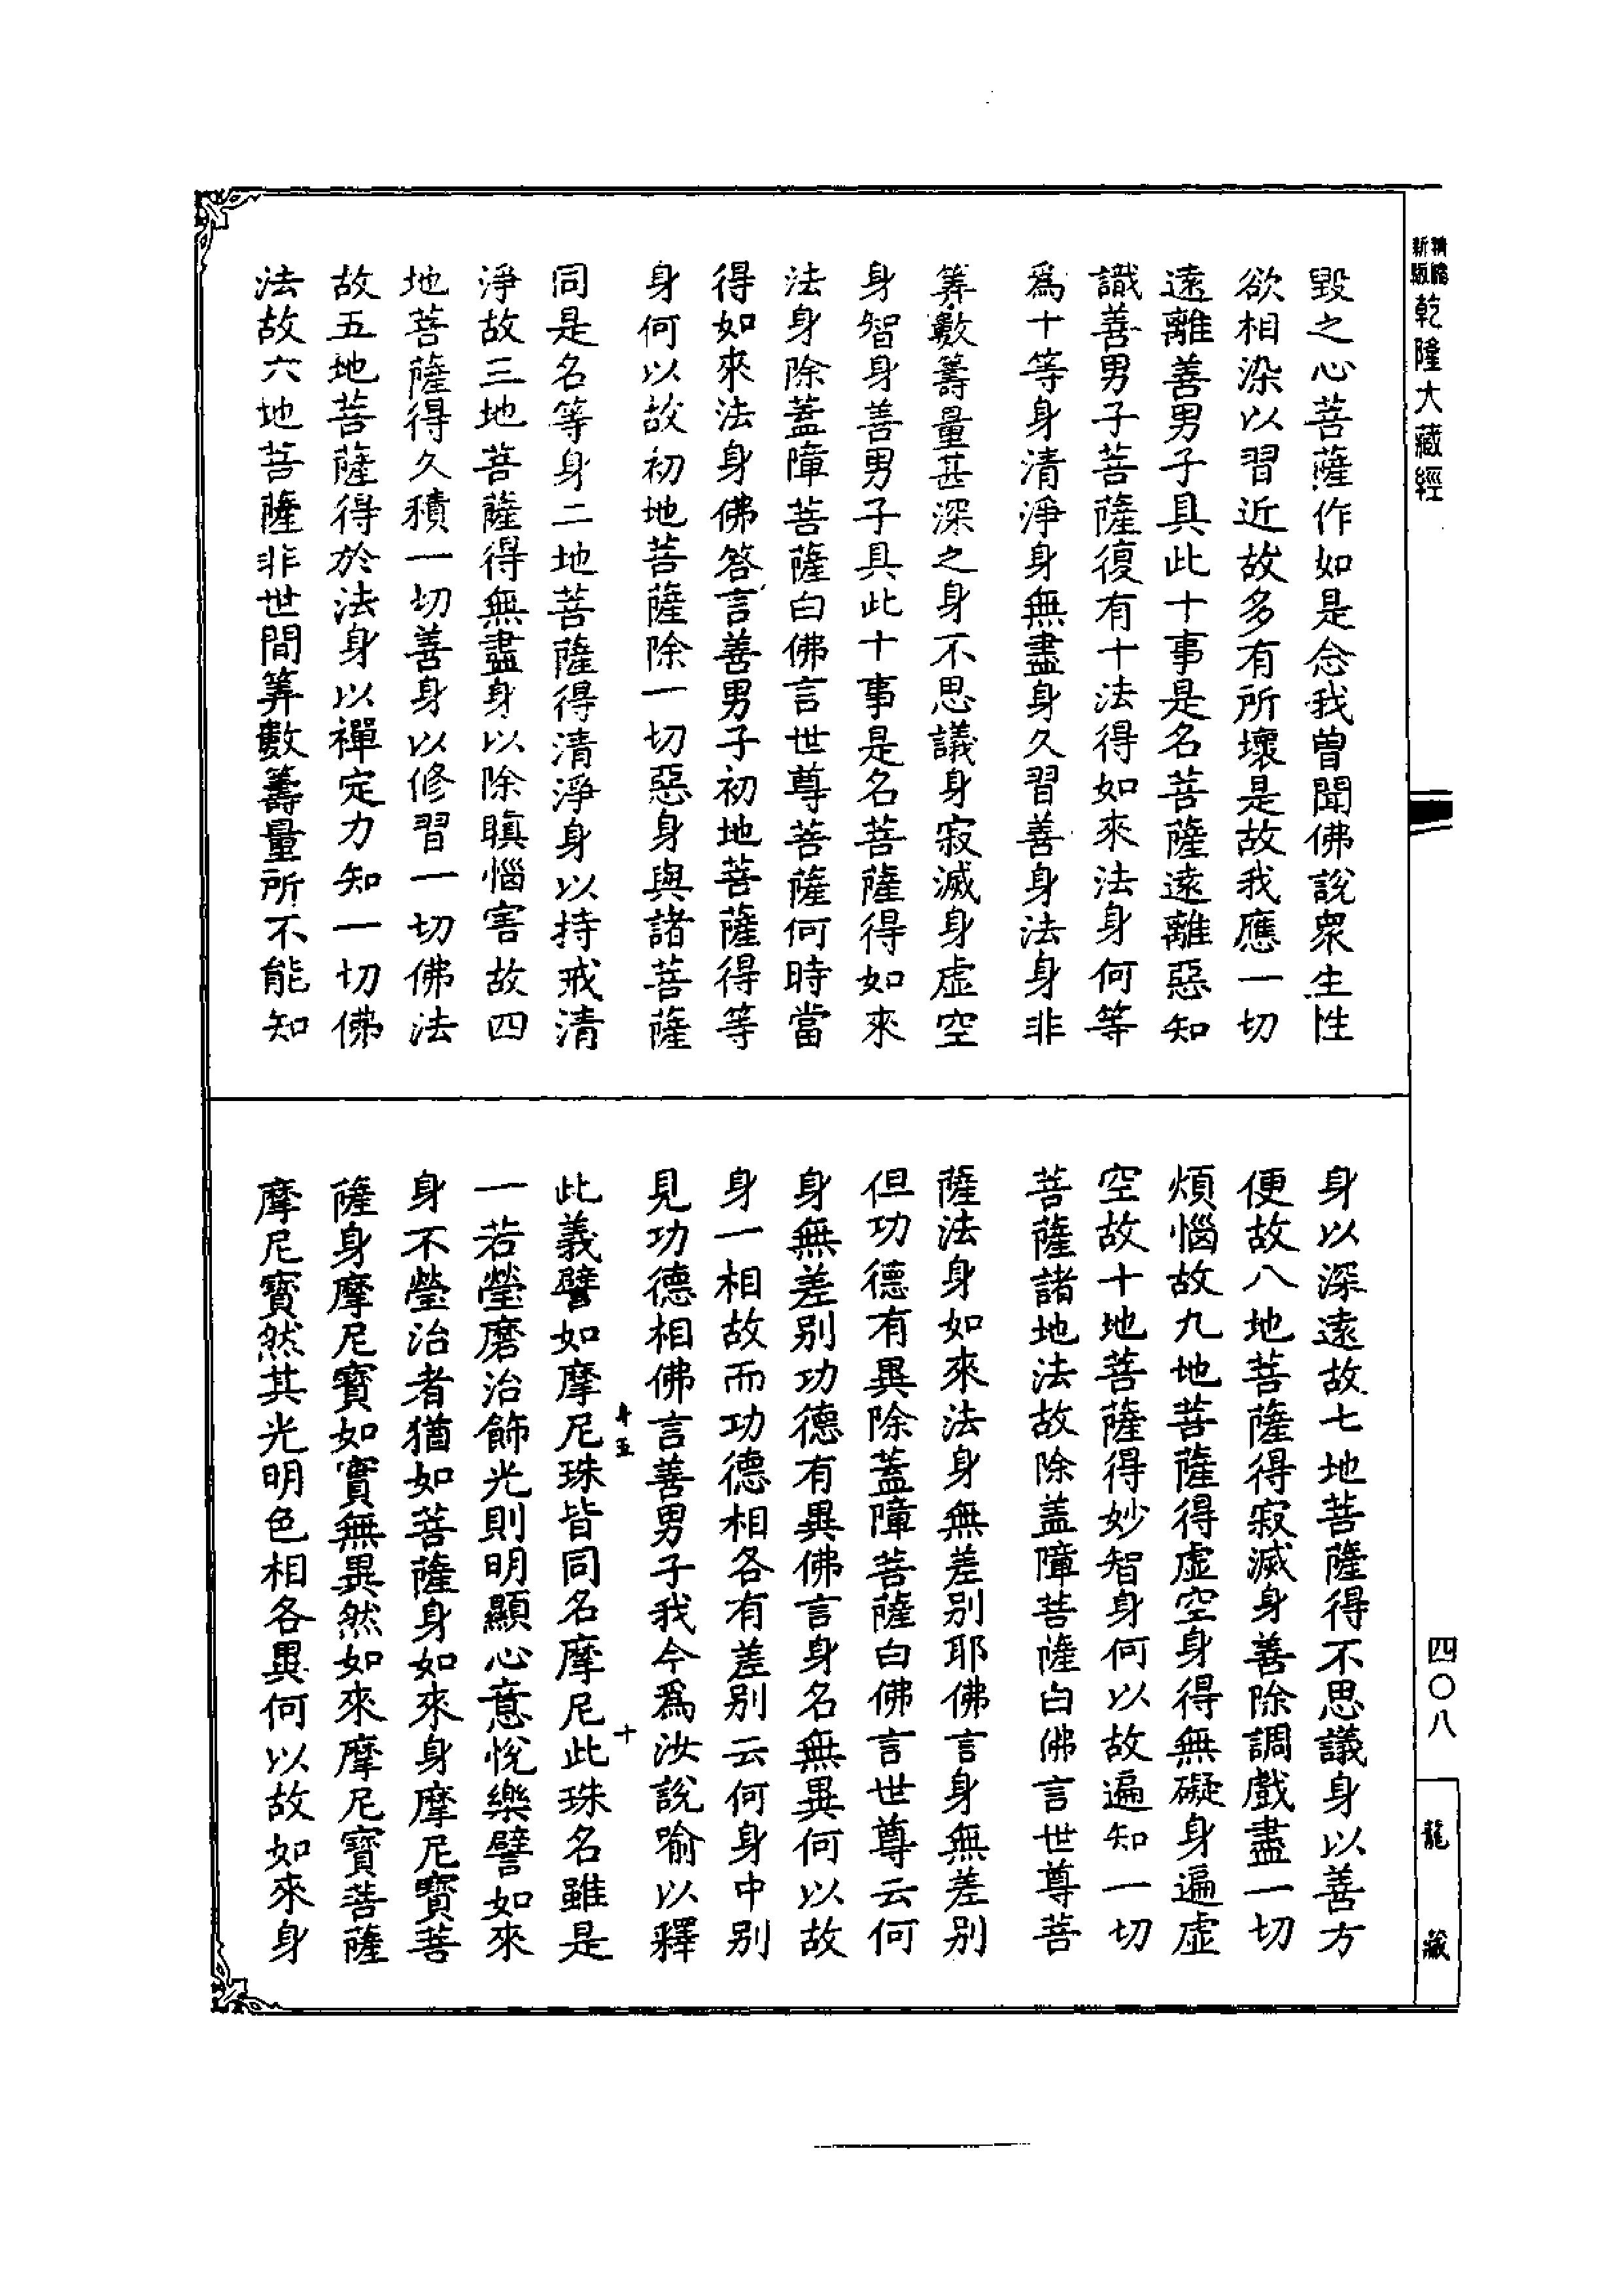 精編
新版
乾隆大藏經
毀之心菩薩作如是念我曾聞佛說衆生性
欲相染以習近故多有所壞是故我應一切
遠離善男子具此十事是名菩薩遠離惡知
識善男子菩薩復有十法得如來法身何等
爲十等身清淨身無盡身久習善身法身非
筭數籌量甚深之身不思議身寂滅身虛空
身智身善男子具此十事是名菩薩得如來
法身除蓋障菩薩白佛言世尊菩薩何時當
得如來法身佛答言善男子初地菩薩得等
身何以故初地菩薩除一切惡身與諸菩薩
同是名等身二地菩薩得清淨身以持戒清
淨故三地菩薩得無盡身以除瞋惱害故四
地菩薩得久積一切善身以修習一切佛法
故五地菩薩得於法身以禪定力知一切佛
法故六地菩薩非世間筭數籌量所不能知
身以深遠故七地菩薩得不思議身以善方
便故八地菩薩得寂滅身善除調戲盡一切
煩惱故九地菩薩得虛空身得無礙身遍虛
空故十地菩薩得妙智身何以故遍知一切
菩薩諸地法故除盖障菩薩白佛言世尊菩
薩法身如來法身無差别耶佛言身無差别
但功德有異除蓋障菩薩白佛言世尊云何
身無差别功德有異佛言身名無異何以故
身一相故而功德相各有差别云何身中别
見功德相佛言善男子我今爲汝說喻以釋
此義譬如摩尼珠皆同名摩尼此珠名雖是
一若瑩磨治飾光則明顯心意悅樂譬如來
身不瑩治者猶如菩薩身如來身摩尼寶菩
薩身摩尼寶如實無異然如來摩尼寶菩薩
摩尼寶然其光明色相各異何以故如來身
十
四〇八
龍藏